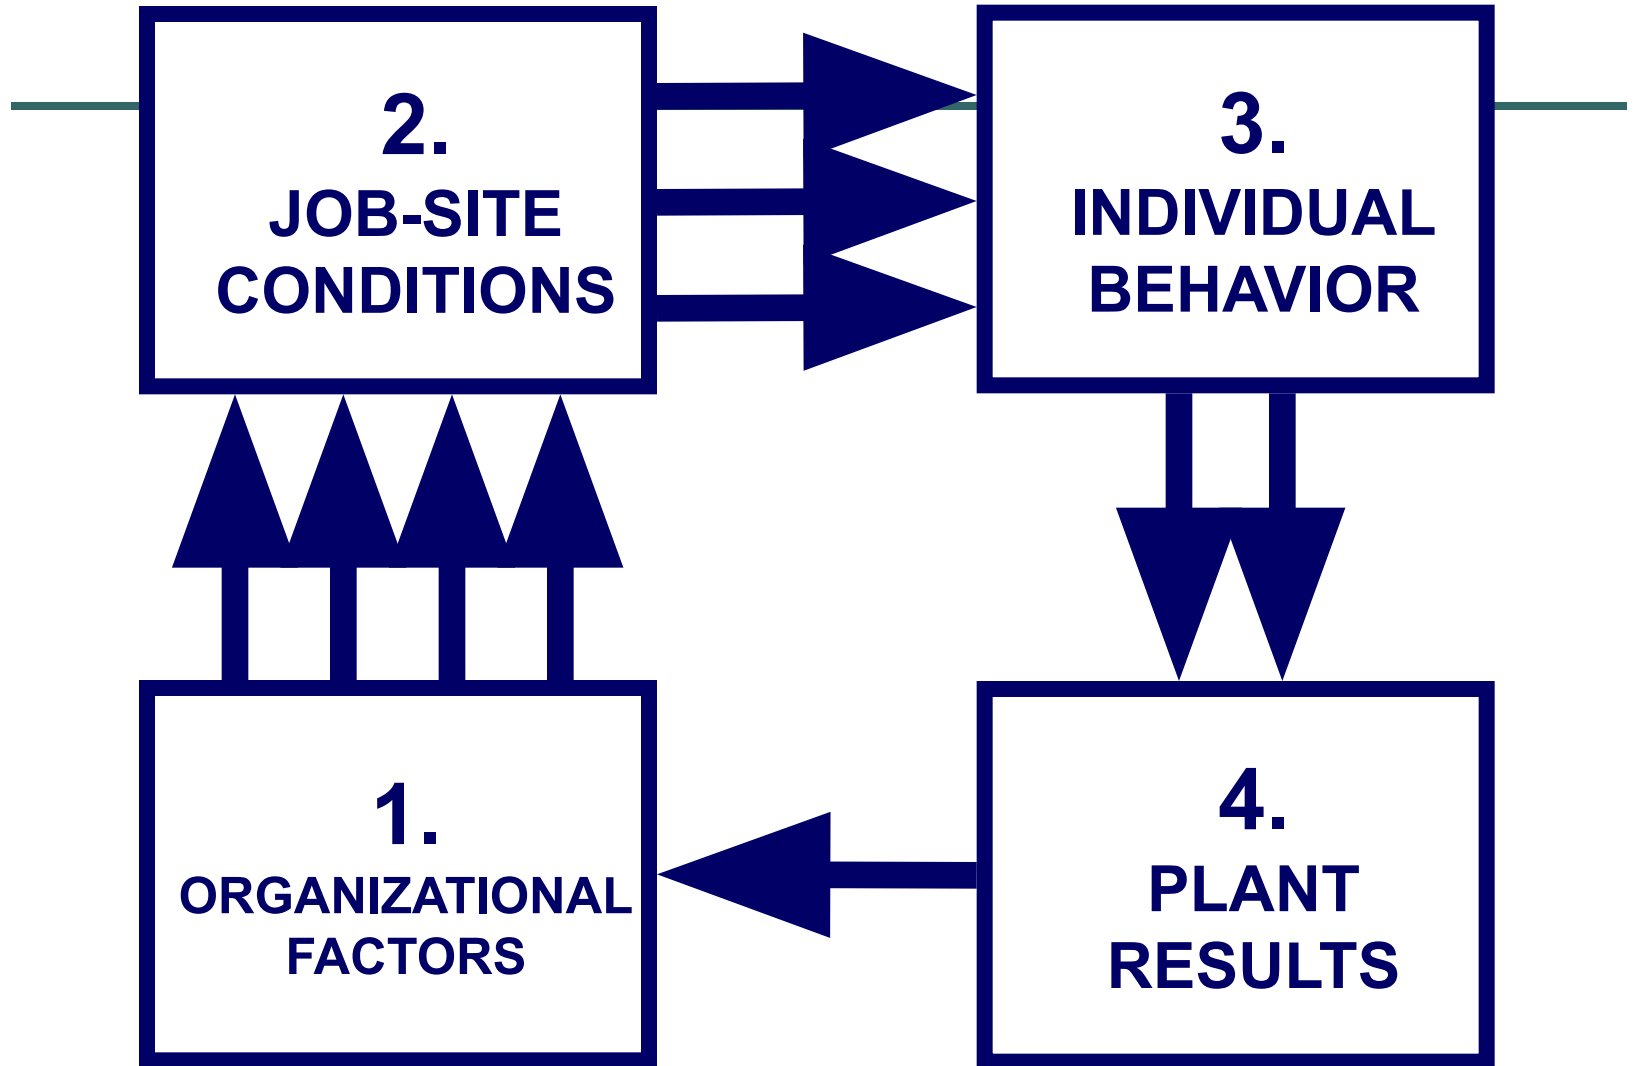 2.
JOB-SITE
CONDITIONS
3.
INDIVIDUAL
BEHAVIOR
1.
ORGANIZATIONAL
FACTORS
4.
PLANT
RESULTS